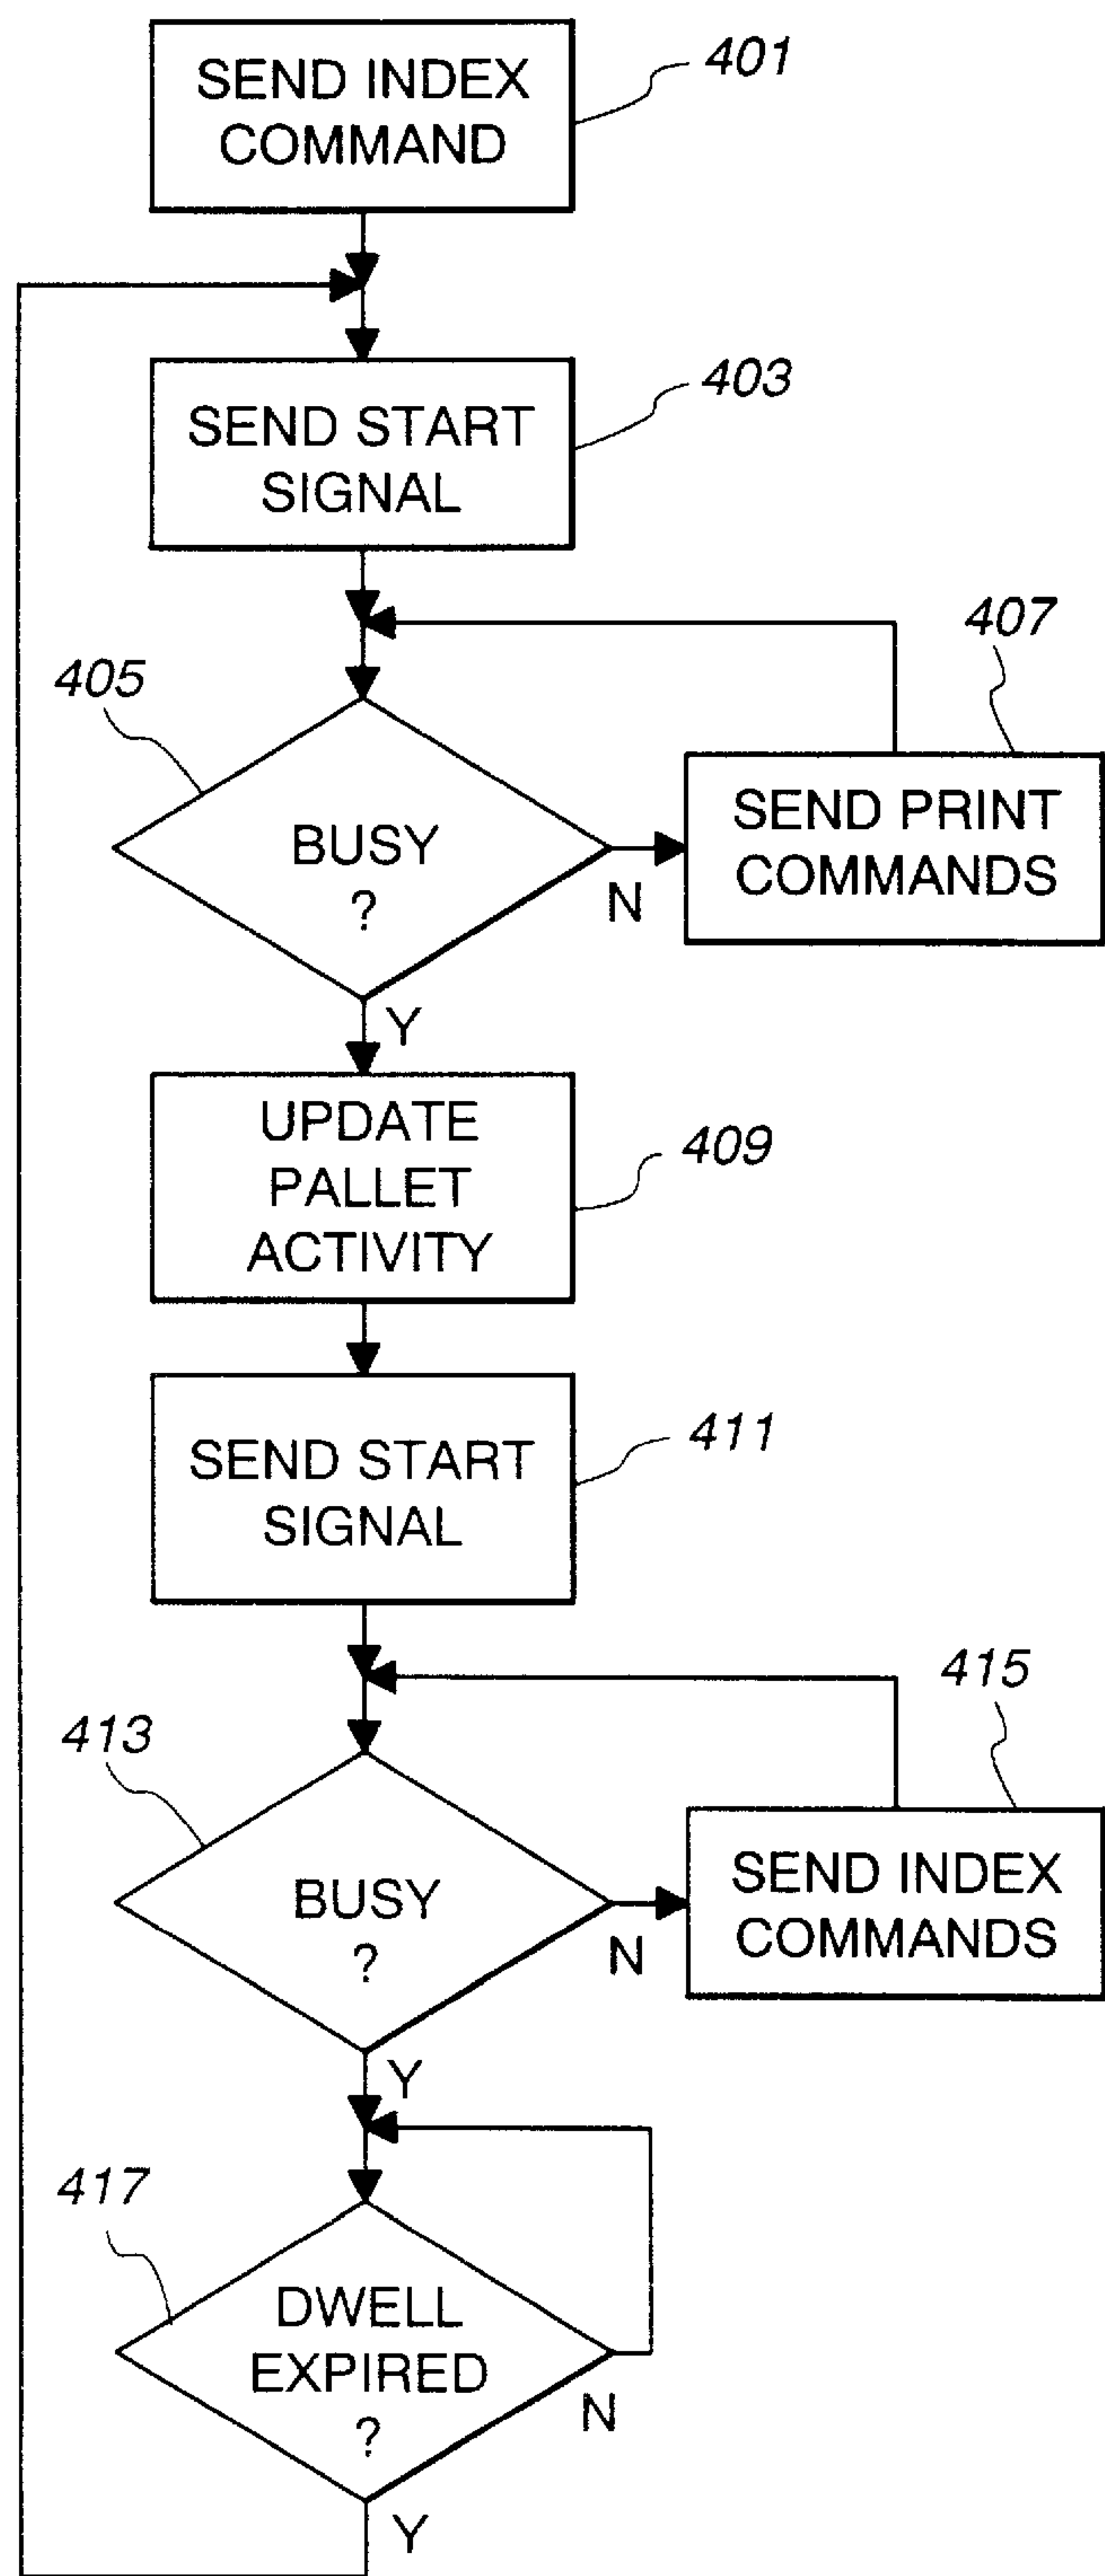 SEND INDEX
COMMAND
401
SEND START
SIGNAL
403
405
BUSY
?
N
Y
407
SEND PRINT
COMMANDS
UPDATE
PALLET
ACTIVITY
409
SEND START
SIGNAL
411
413
BUSY
?
N
Y
415
SEND INDEX
COMMANDS
417
DWELL
EXPIRED
?
N
Y